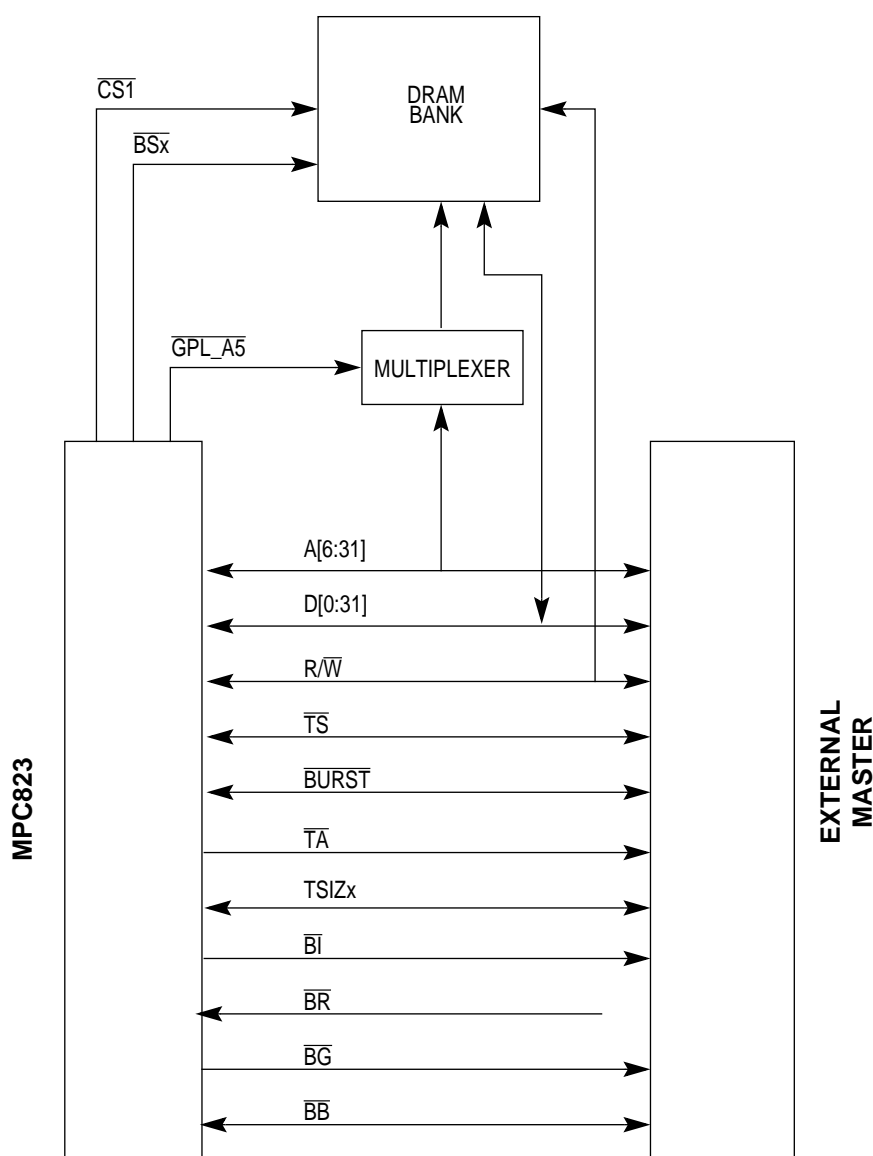 CS1
DRAM
BANK
BSx
GPL_A5
MULTIPLEXER
A[6:31]
D[0:31]
R/W
TS
BURST
TA
TSIZx
BI
BR
BG
BB
MPC823
EXTERNAL
MASTER